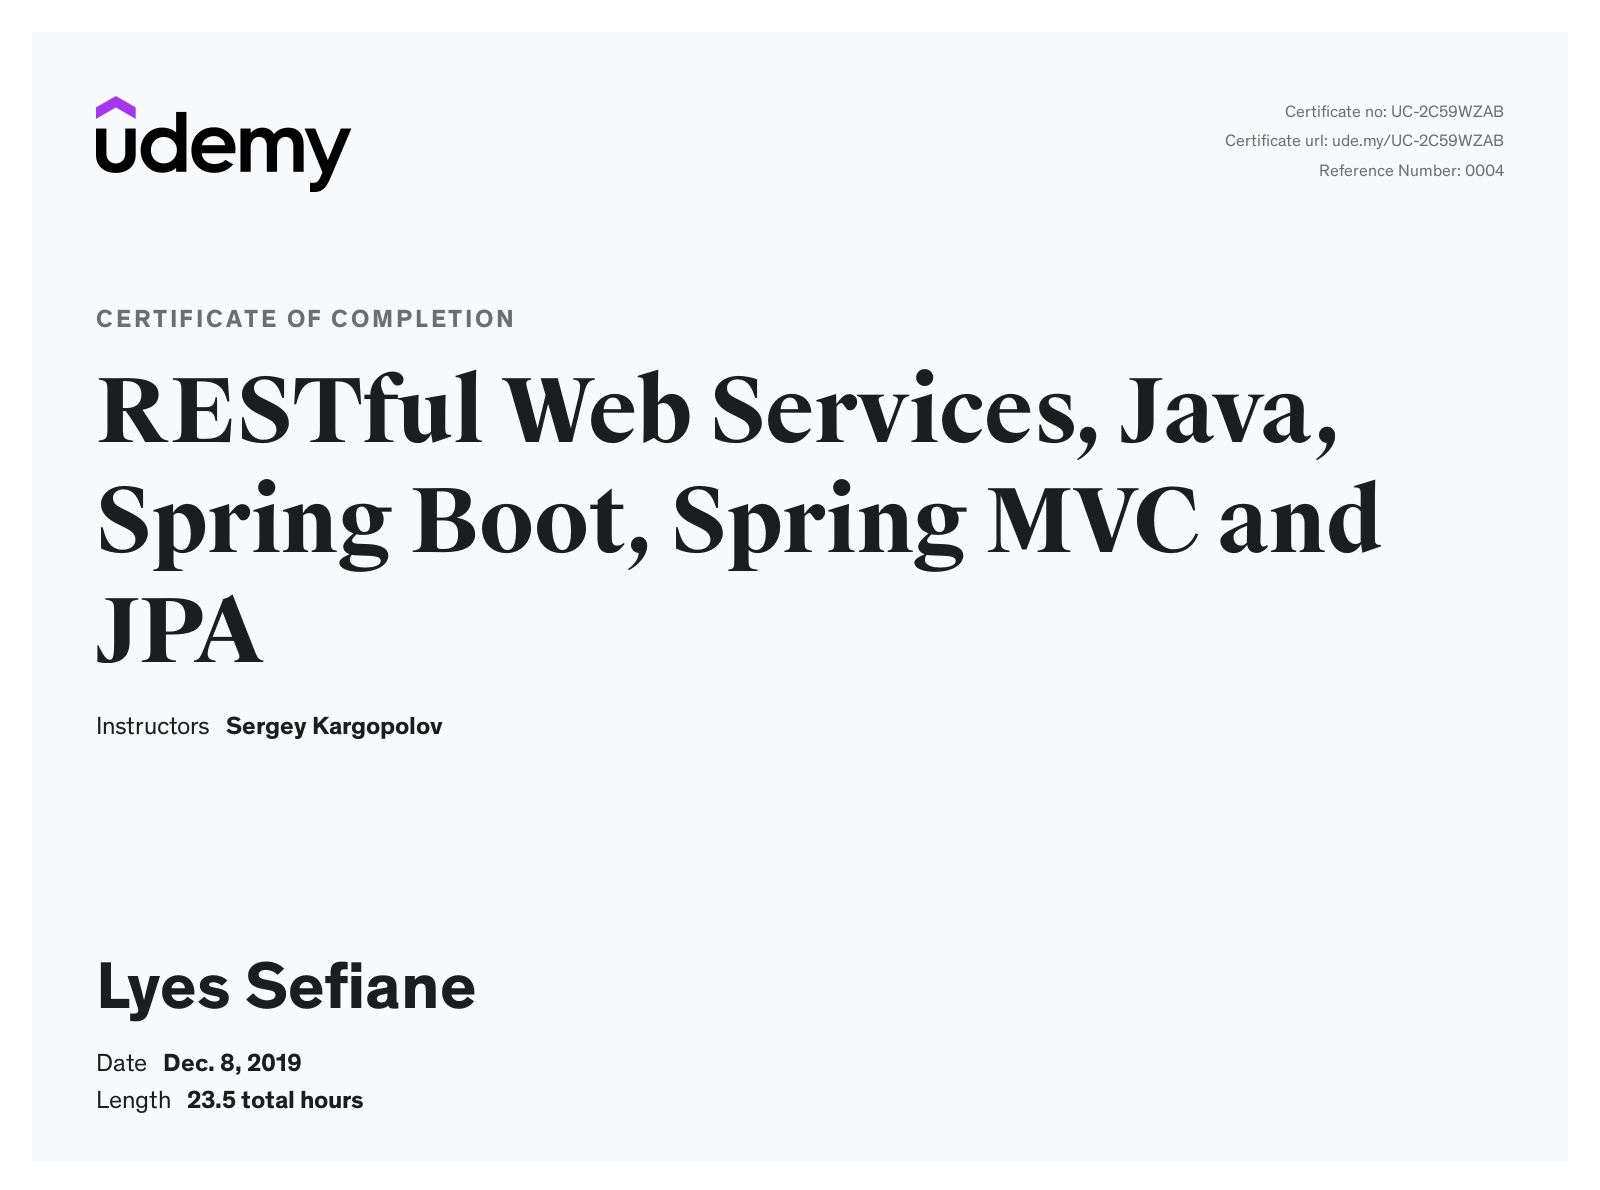 udemy
Certificate no: UC-2C59WZAB
Certificate url: ude.my/UC-2C59WZAB
Reference Number: 0004
CERTIFICATE OF COMPLETION
RESTful Web Services, Java,
Spring Boot, Spring MVC and
JPA
Instructors Sergey Kargopolov
Lyes Sefiane
Date Dec. 8, 2019
Length 23.5 total hours